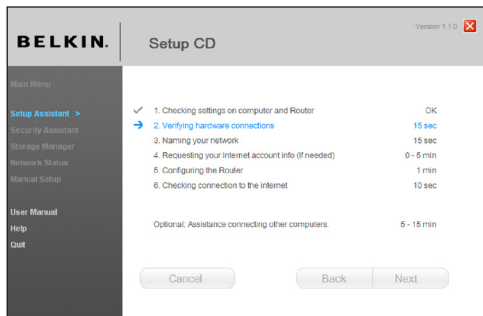 Version 1.1.0
BELKIN. Setup CD
Main Menu
Setup Assistant >
Security Assistant
Storage Manager
Network Status
Manual Setup
User Manual
Help
Quit
1. Checking settings on computer and Router OK
2. Verifying hardware connections 15 sec
3. Naming your network 15 sec
4. Requesting your Internet account info (if needed) 0 - 5 min
5. Configuring the Router 1 min
6. Checking connection to the internet 10 sec
Optional: Assistance connecting other computers. 5 - 15 min
Cancel Back Next